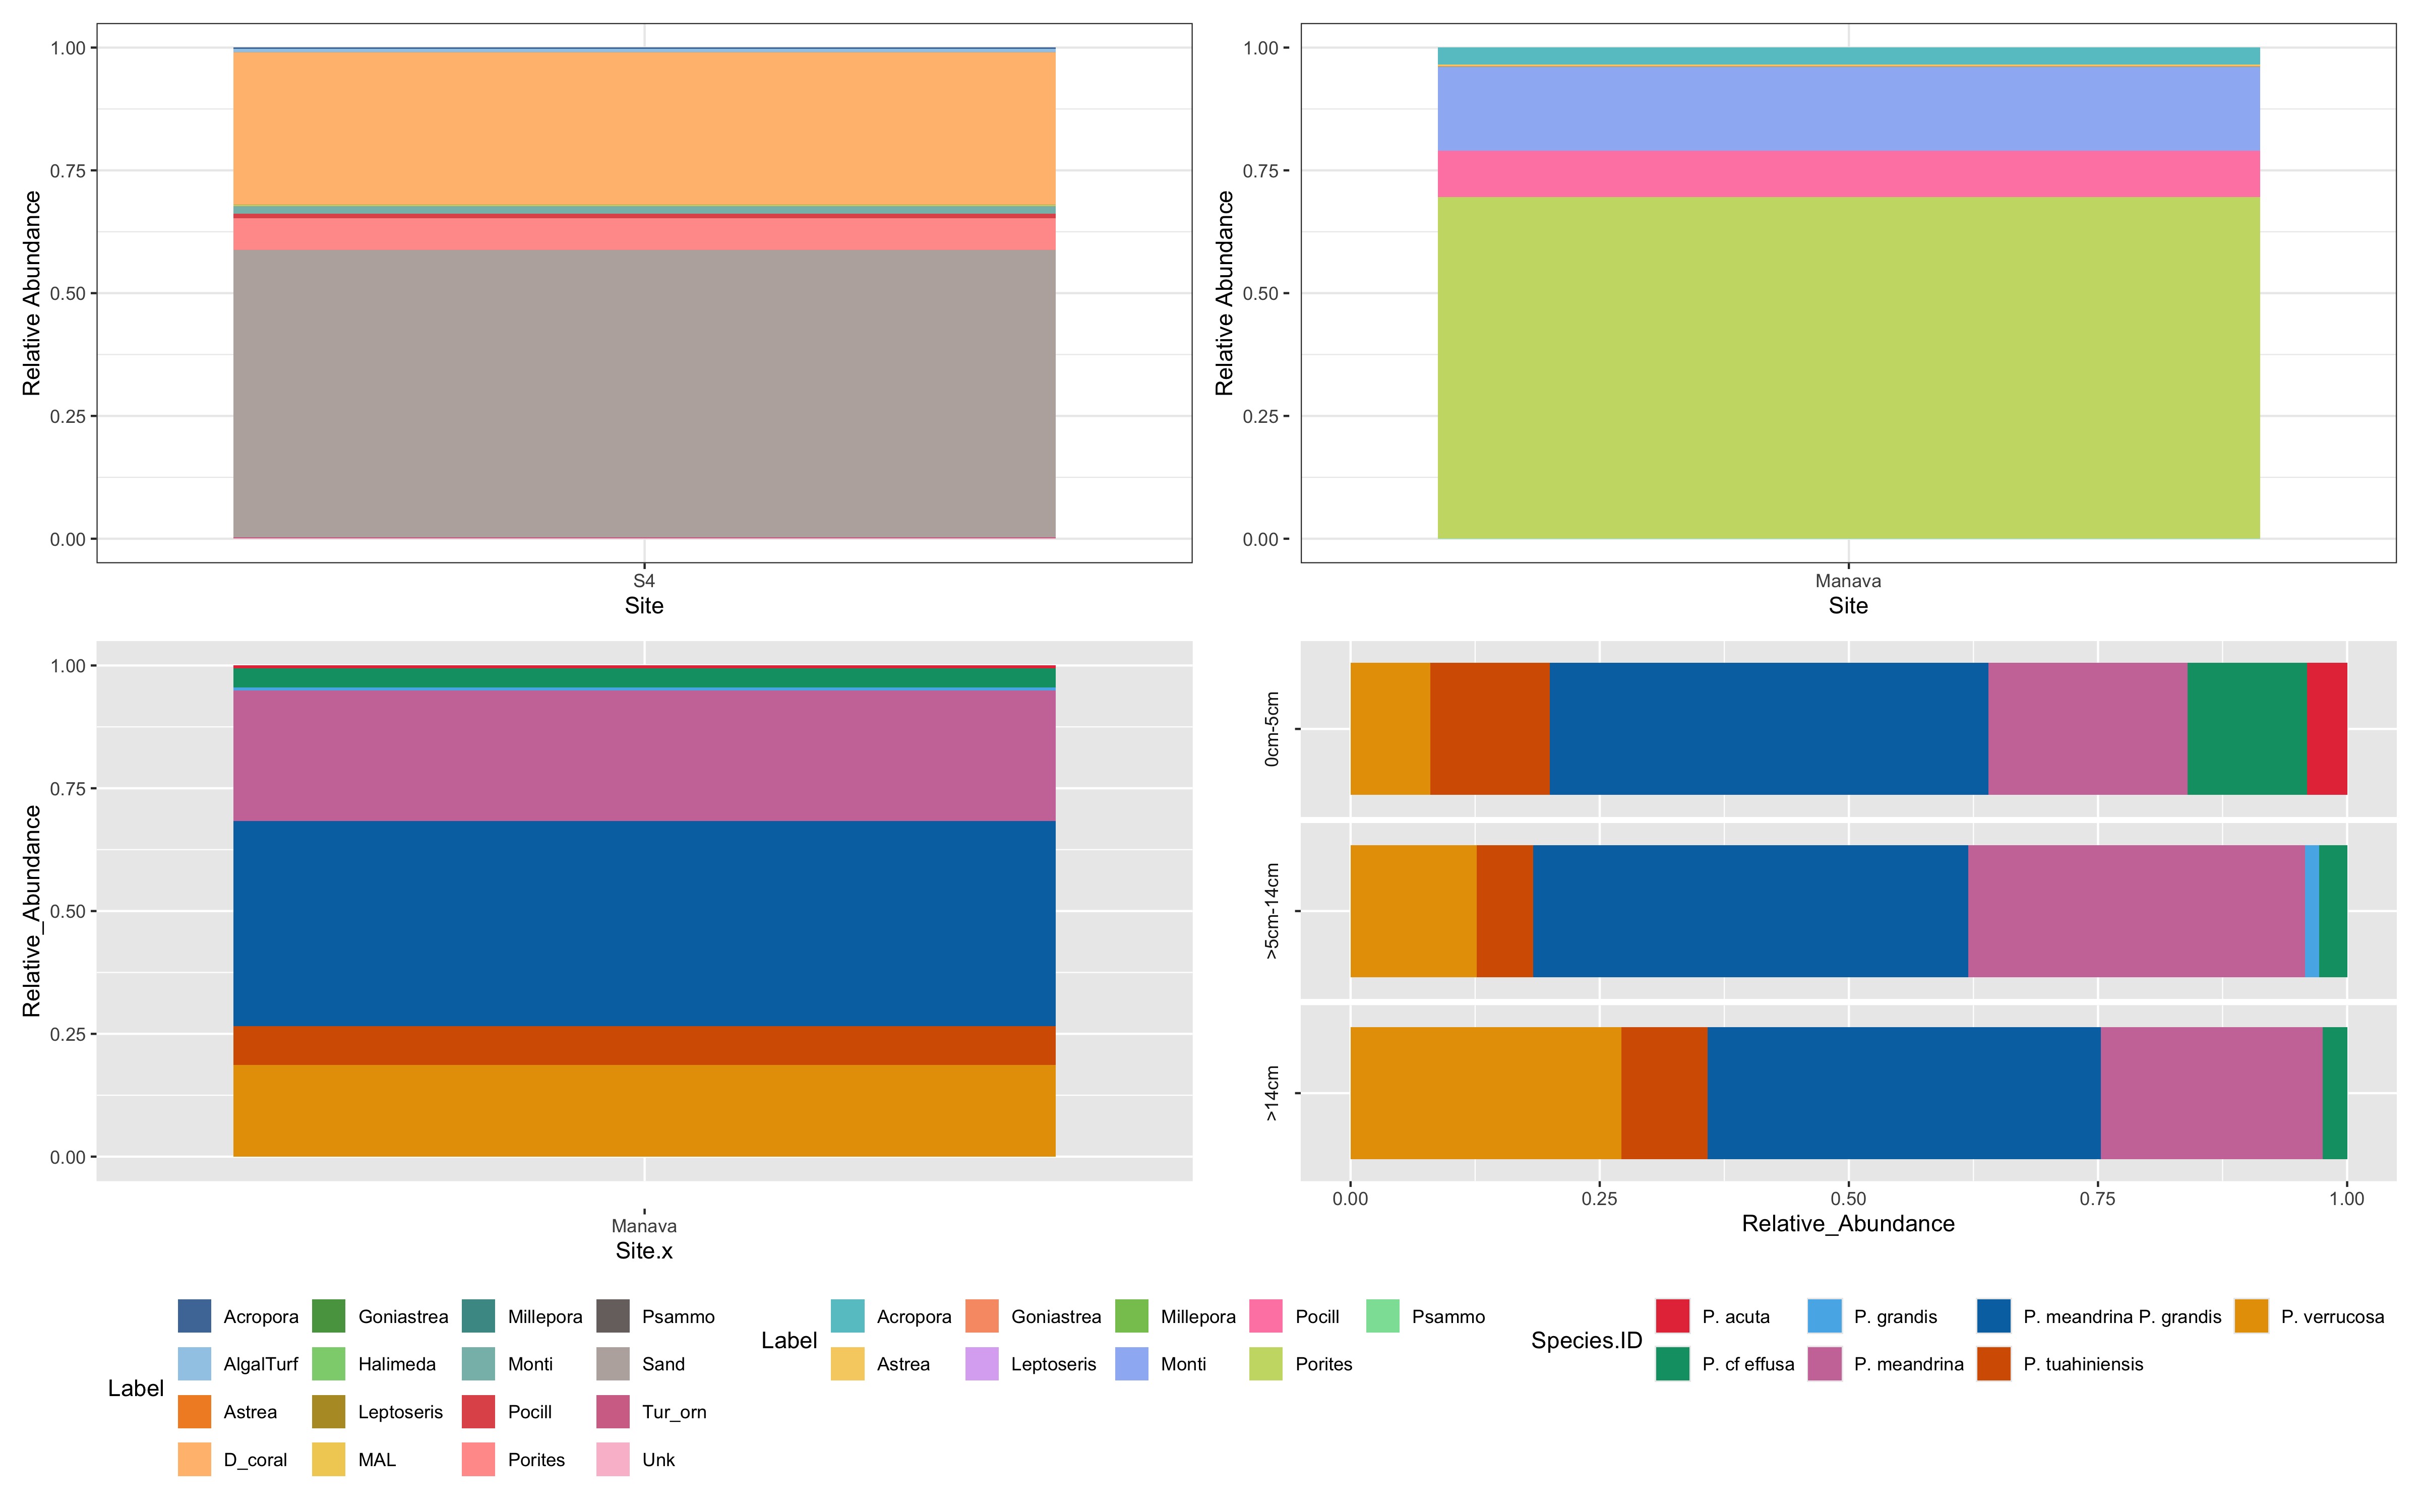 Relative Abundance
1.00
0.75
0.50
0.25
0.00
S4
Site
Relative Abundance
1.00
0.75
0.50
0.25
0.00
Manava
Site
Relative_Abundance
1.00
0.75
0.50
0.25
0.00
Manava
Site.x
0cm-5cm
>5cm-14cm
>14cm
0.00 0.25 0.50 0.75 1.00
Relative_Abundance
Label
Acropora Goniastrea Millepora Psammo
AlgalTurf Halimeda Monti Sand
Astrea Leptoseris Pocill Tur_orn
D_coral MAL Porites Unk
Label
Acropora Goniastrea Millepora Pocill Psammo
Astrea Leptoseris Monti Porites
Species.ID
P. acuta P. grandis P. meandrina P. grandis P. verrucosa
P. cf effusa P. meandrina P. tuahiniensis